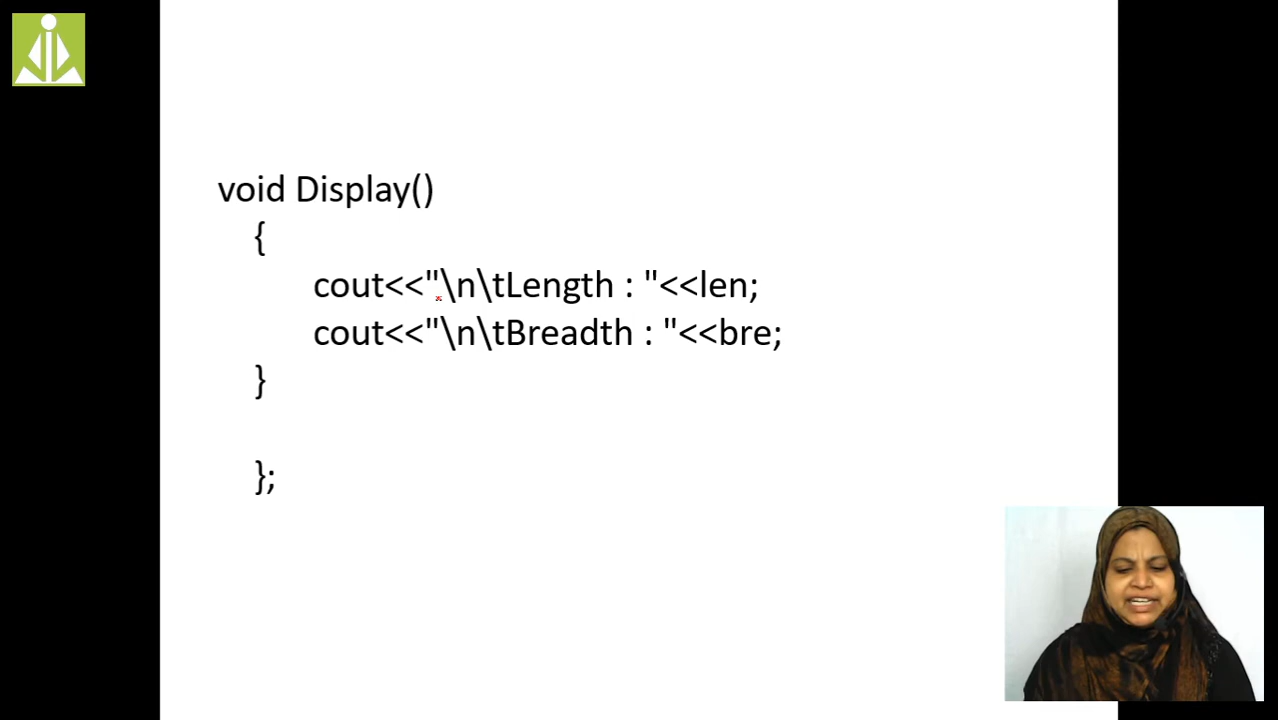 void Display()
{
cout<<"\n\tLength : "<<len;
cout<<"\n\tBreadth : "<<bre;
}
};